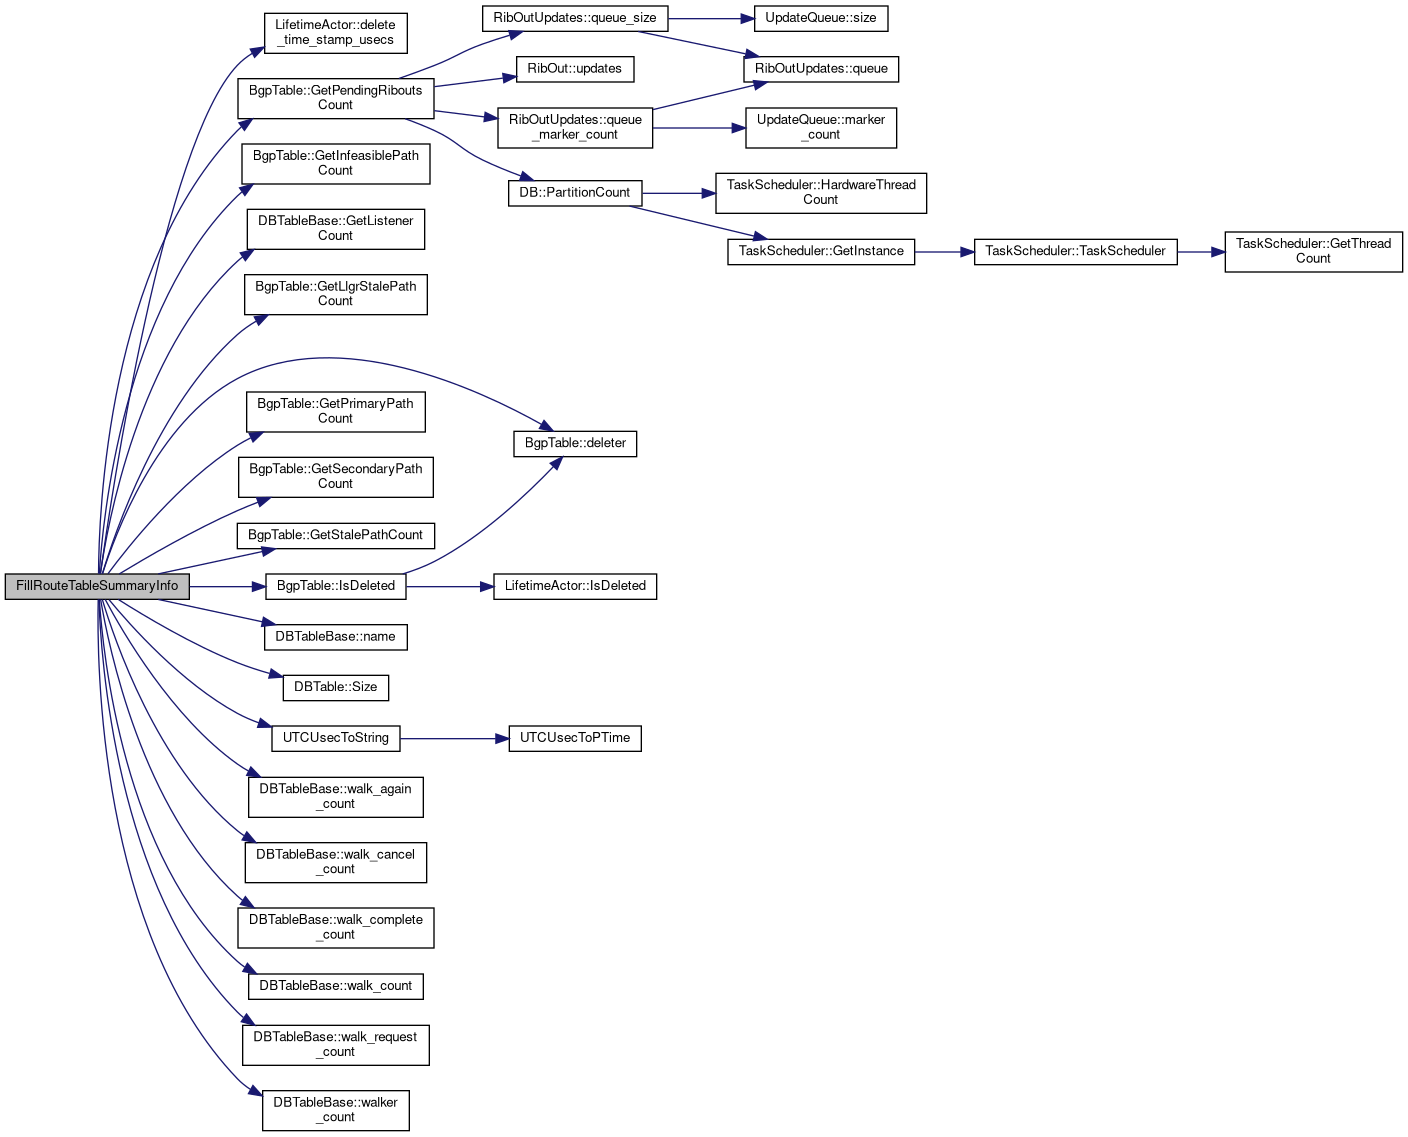 FillRouteTableSummaryInfo
LifetimeActor::delete
_time_stamp_usecs
BgpTable::GetPendingRibouts
Count
BgpTable::GetInfeasiblePath
Count
DBTableBase::GetListener
Count
BgpTable::GetLlgrStalePath
Count
BgpTable::GetPrimaryPath
Count
BgpTable::GetSecondaryPath
Count
BgpTable::GetStalePathCount
BgpTable::IsDeleted
DBTableBase::name
DBTable::Size
UTCUsecToString
DBTableBase::walk_again
_count
DBTableBase::walk_cancel
_count
DBTableBase::walk_complete
_count
DBTableBase::walk_count
DBTableBase::walk_request
_count
DBTableBase::walker
_count
RibOutUpdates::queue_size
RibOut::updates
RibOutUpdates::queue
_marker_count
DB::PartitionCount
BgpTable::deleter
LifetimeActor::IsDeleted
UTCUsecToPTime
UpdateQueue::size
RibOutUpdates::queue
UpdateQueue::marker
_count
TaskScheduler::HardwareThread
Count
TaskScheduler::GetInstance
TaskScheduler::TaskScheduler
TaskScheduler::GetThread
Count